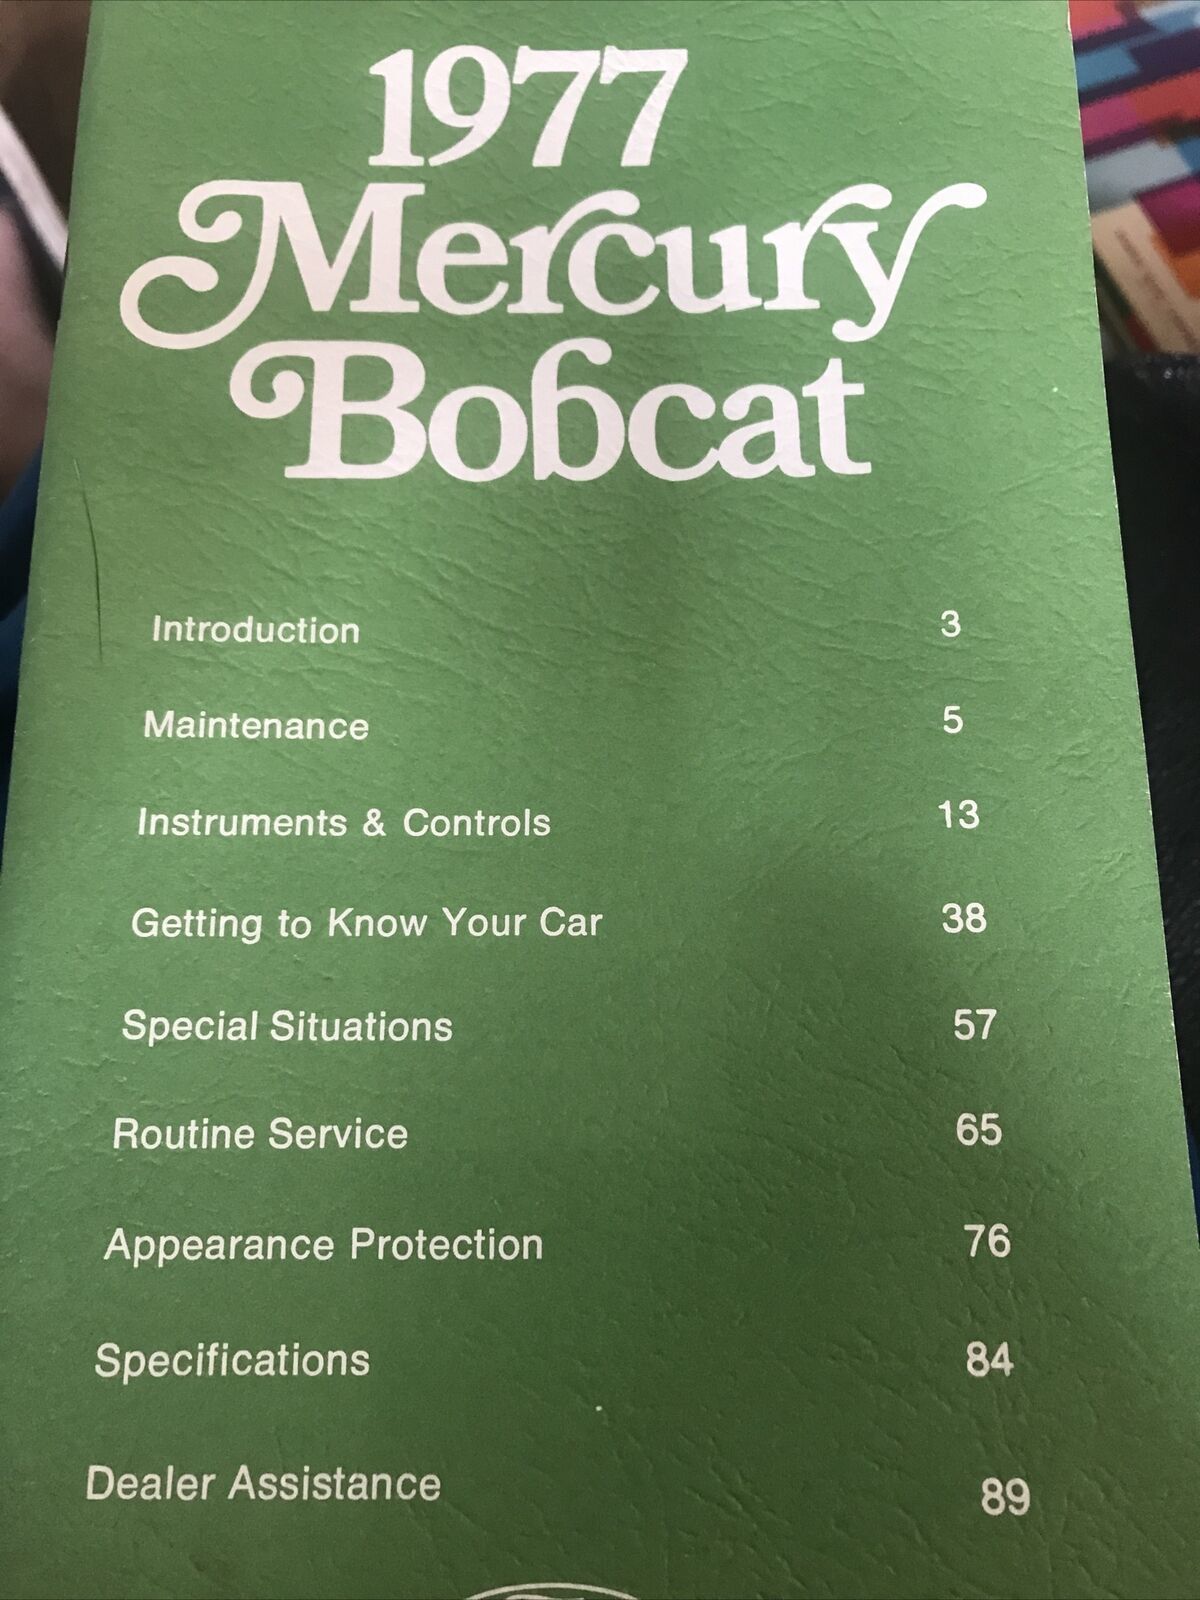 1977
Mercury
Bobcat
Introduction 3
Maintenance 5
Instruments & Controls 13
Getting to Know Your Car 38
Special Situations 57
Routine Service 65
Appearance Protection 76
Specifications 84
Dealer Assistance 89